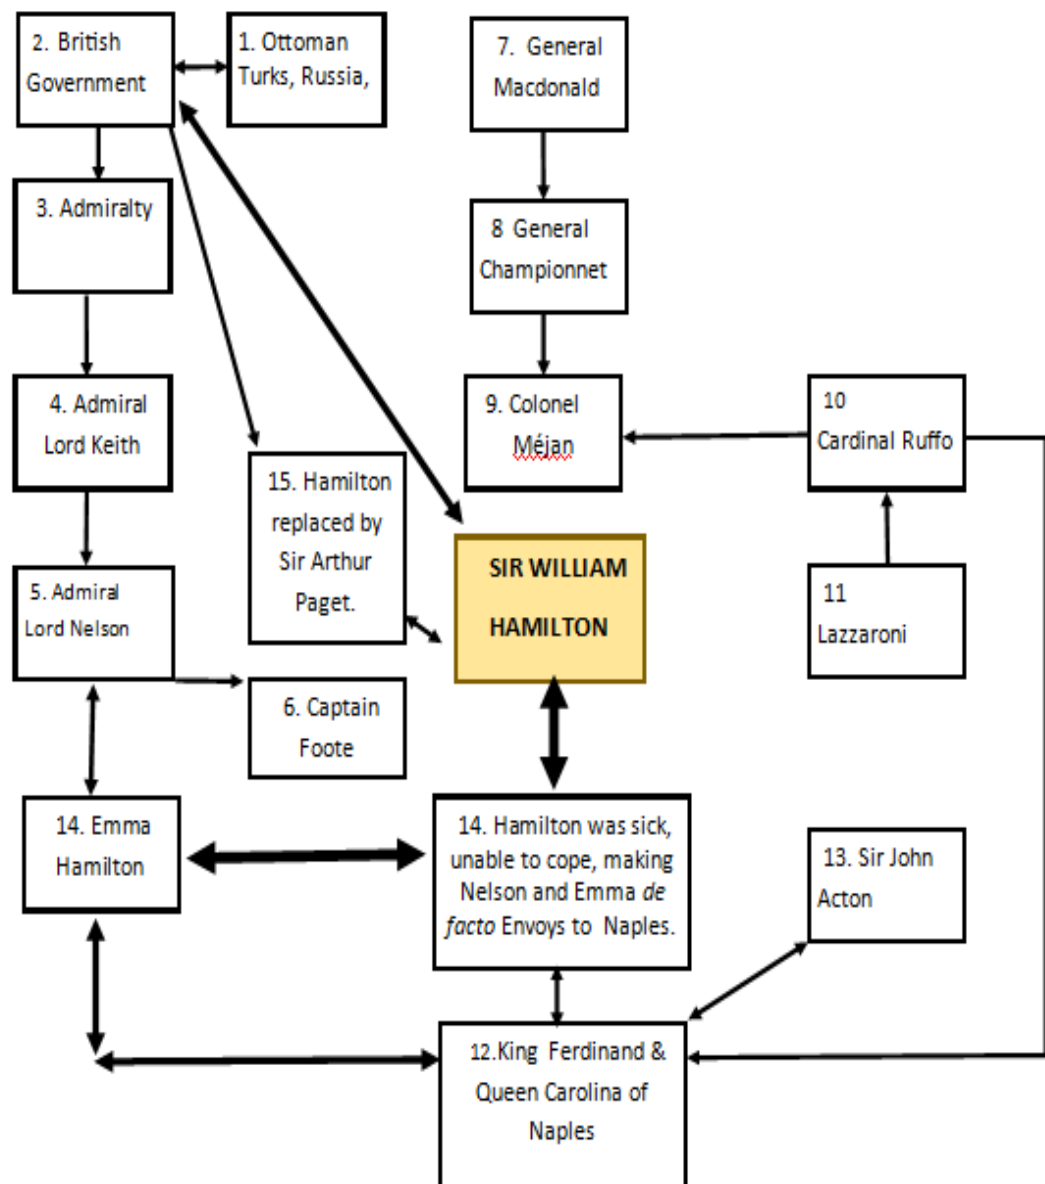 2. British
Government
1. Ottoman
Turks, Russia,
7. General
Macdonald
3. Admiralty
8 General
Championnet
4. Admiral
Lord Keith
9. Colonel
Méjan
10
Cardinal Ruffo
15. Hamilton
replaced by
Sir Arthur
Paget.
SIR WILLIAM
HAMILTON
5. Admiral
Lord Nelson
11
Lazzaroni
6. Captain
Foote
14. Emma
Hamilton
14. Hamilton was sick,
unable to cope, making
Nelson and Emma de
facto Envoys to Naples.
13. Sir John
Acton
12.King Ferdinand &
Queen Carolina of
Naples